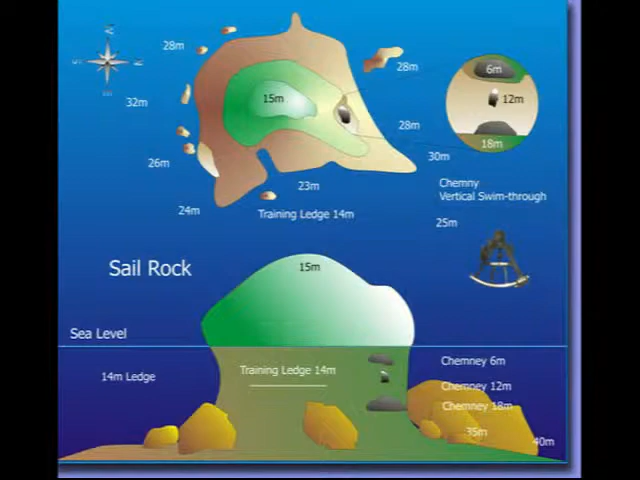 28m
28m
6m
15m
12m
32m
28m
18m
26m
30m
23m
Chemny
Vertical Swim-through
24m
Training Ledge 14m
25m
Sail Rock
15m
Sea Level
Training Ledge 14m
Chemney 6m
14m Ledge
Chemney 12m
Chemney 18m
35m
40m